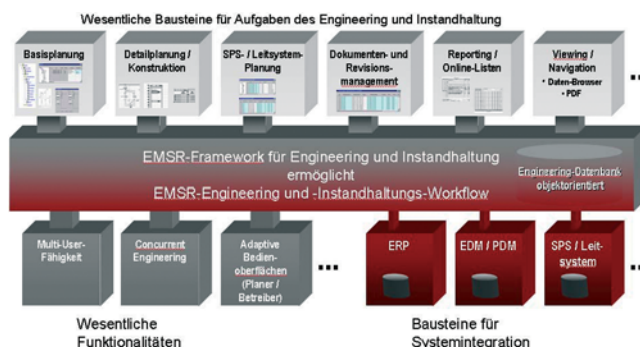 Wesentliche Bausteine für Aufgaben des Engineering und Instandhaltung
Basisplanung
Detailplanung /
Konstruktion
SPS- / Leitsystem-
Planung
Dokumenten- und
Revisions-
management
Reporting /
Online-Listen
Viewing /
Navigation
• Daten-Browser
• PDF
...
EMSR-Framework für Engineering und Instandhaltung
ermöglicht
EMSR-Engineering und -Instandhaltungs-Workflow
Engineering-Datenbank
objektorientiert
Multi-User-
Fähigkeit
Concurrent
Engineering
Adaptive
Bedien-
oberflächen
(Planer /
Betreiber)
...
ERP
EDM / PDM
SPS / Leit-
system
...
Wesentliche
Funktionalitäten
Bausteine für
Systemintegration